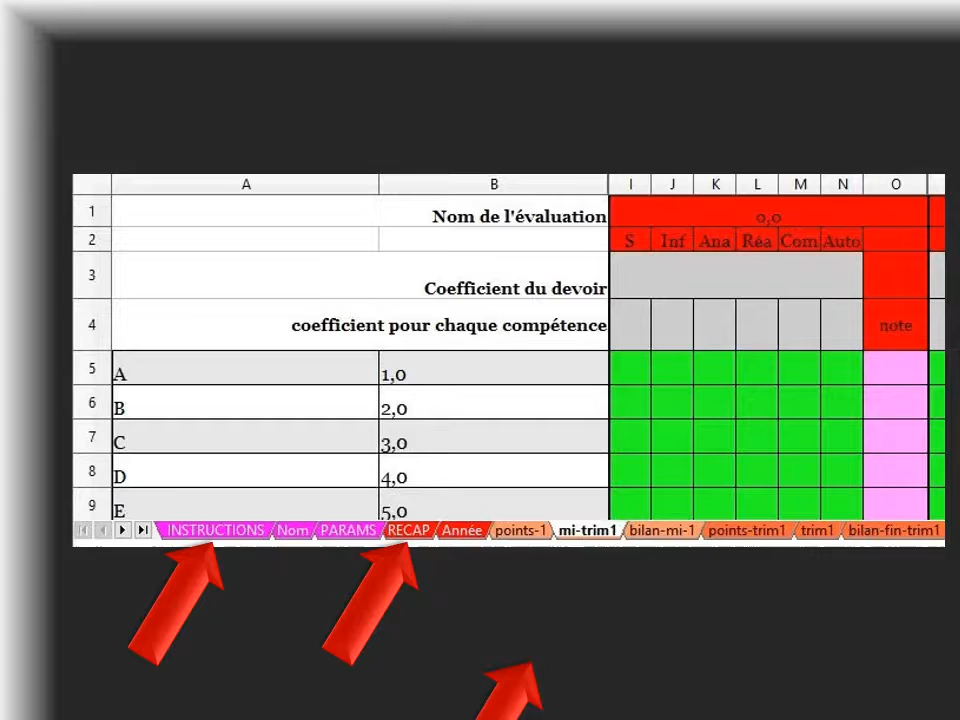 A B I J K L M N O
1 Nom de l'évaluation 0,0
2 S Inf Ana Réa Com Auto
3 Coefficient du devoir
4 coefficient pour chaque compétence note
5 A 1,0
6 B 2,0
7 C 3,0
8 D 4,0
9 E 5,0
INSTRUCTIONS Nom PARAMS RECAP Année points-1 mi-trim1 bilan-mi-1 points-trim1 trim1 bilan-fin-trim1